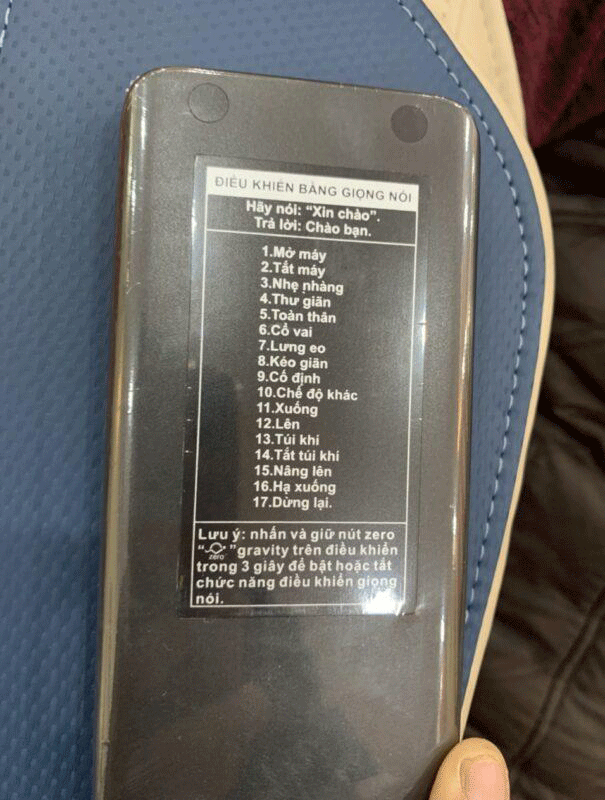 ĐIỀU KHIỂN BẰNG GIỌNG NÓI
Hãy nói: “Xin chào”.
Trả lời: Chào bạn.
1.Mở máy
2.Tắt máy
3.Nhẹ nhàng
4.Thư giãn
5.Toàn thân
6.Cổ vai
7.Lưng eo
8.Kéo giãn
9.Cố định
10.Chế độ khác
11.Xuống
12.Lên
13.Túi khí
14.Tắt túi khí
15.Nâng lên
16.Hạ xuống
17.Dừng lại.
Lưu ý: nhấn và giữ nút zero
“zero”gravity trên điều khiển
trong 3 giây để bật hoặc tắt
chức năng điều khiển giọng
nói.